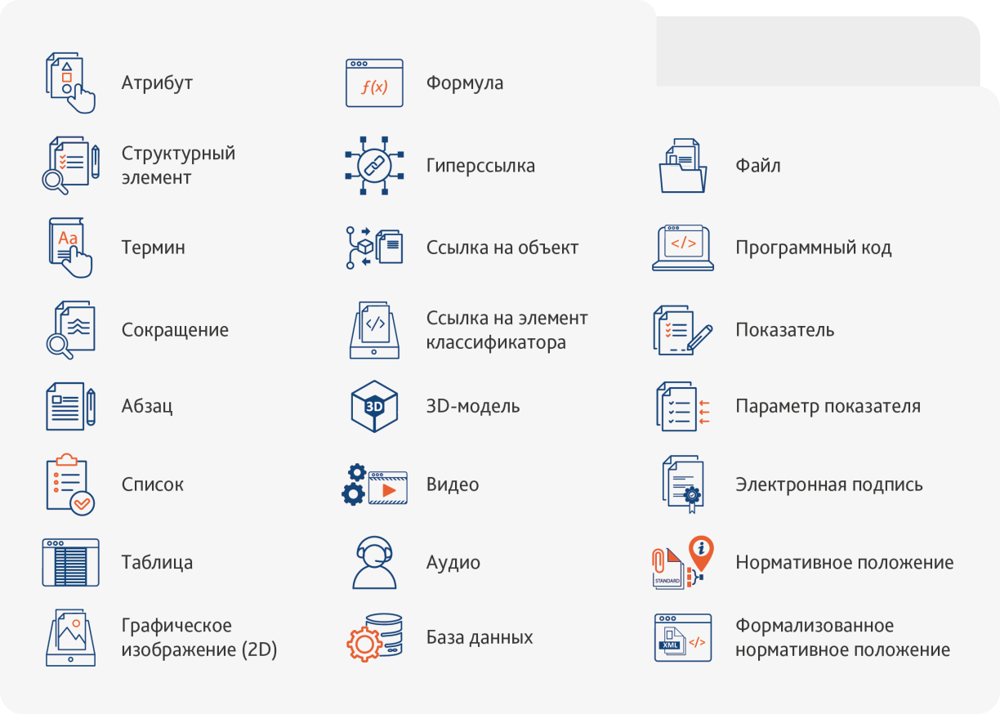 Атрибут
Структурный
элемент
Aa
Термин
Сокращение
Абзац
Список
Таблица
Графическое
изображение (2D)
f(x)
Формула
Гиперссылка
Ссылка на объект
</>
Ссылка на элемент
классификатора
3D
3D-модель
Видео
Аудио
База данных
Файл
</>
Программный код
Показатель
Параметр показателя
Электронная подпись
i
STANDARD
Нормативное положение
XML </>
Формализованное
нормативное положение